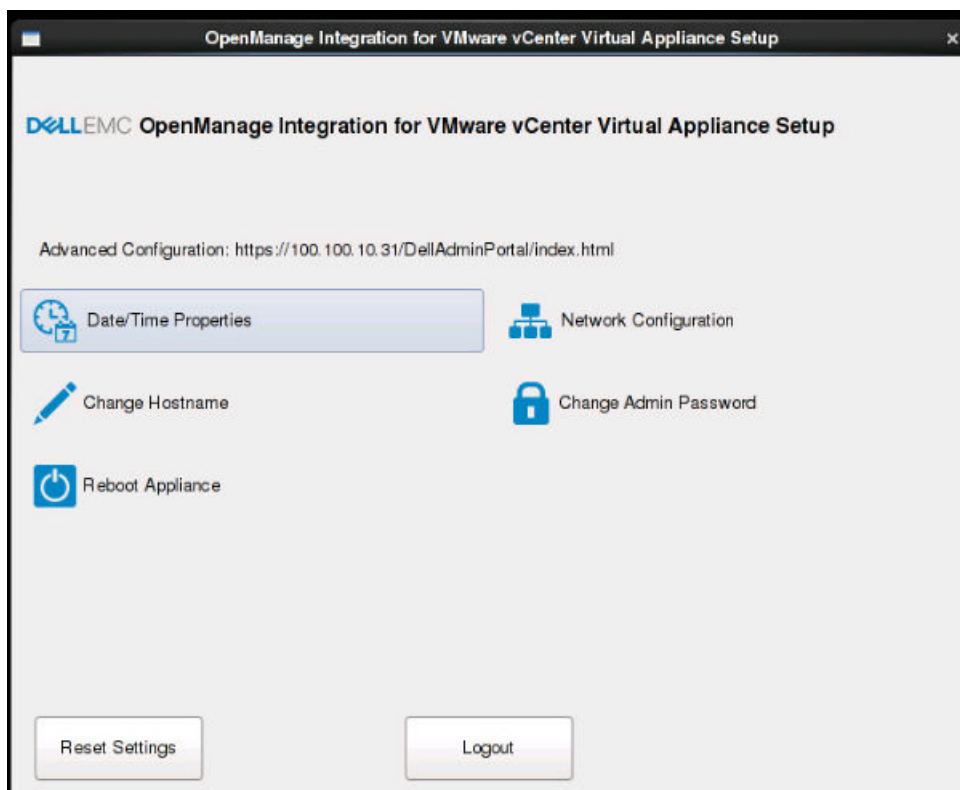 OpenManage Integration for VMware vCenter Virtual Appliance Setup
DELLEMC OpenManage Integration for VMware vCenter Virtual Appliance Setup
Advanced Configuration: https://100.100.10.31/DellAdminPortal/index.html
7 Date/Time Properties
Network Configuration
Change Hostname
Change Admin Password
Reboot Appliance
Reset Settings
Logout